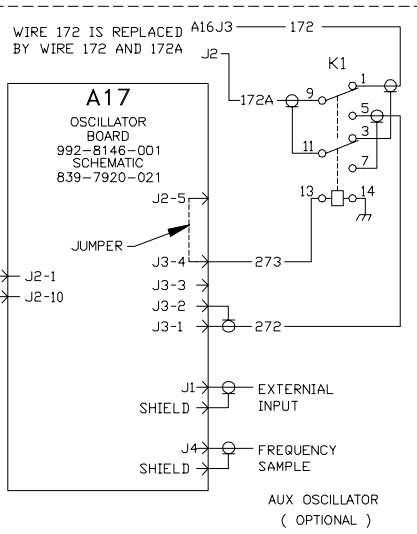 WIRE 172 IS REPLACED
BY WIRE 172 AND 172A
A16J3
172
J2
K1
172A
9
1
5
3
11
7
13
14
A17
OSCILLATOR
BOARD
992-8146-001
SCHEMATIC
839-7920-021
J2-5
JUMPER
J3-4
273
J2-1
J3-3
J2-10
J3-2
J3-1
272
J1
EXTERNIAL
INPUT
SHIELD
J4
FREQUENCY
SAMPLE
SHIELD
AUX OSCILLATOR
( OPTIONAL )